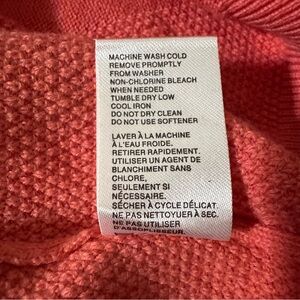 MACHINE WASH COLD
REMOVE PROMPTLY
FROM WASHER
NON-CHLORINE BLEACH
WHEN NEEDED
TUMBLE DRY LOW
COOL IRON
DO NOT DRY CLEAN
DO NOT USE SOFTENER
LAVER À LA MACHINE
À L'EAU FROIDE.
RETIRER RAPIDEMENT.
UTILISER UN AGENT DE
BLANCHIMENT SANS
CHLORE,
SEULEMENT SI
NÉCESSAIRE.
SÉCHER À CYCLE DÉLICAT.
NE PAS NETTOYER À SEC.
NE PAS UTILISER
D'ASSOPLISSEUR.